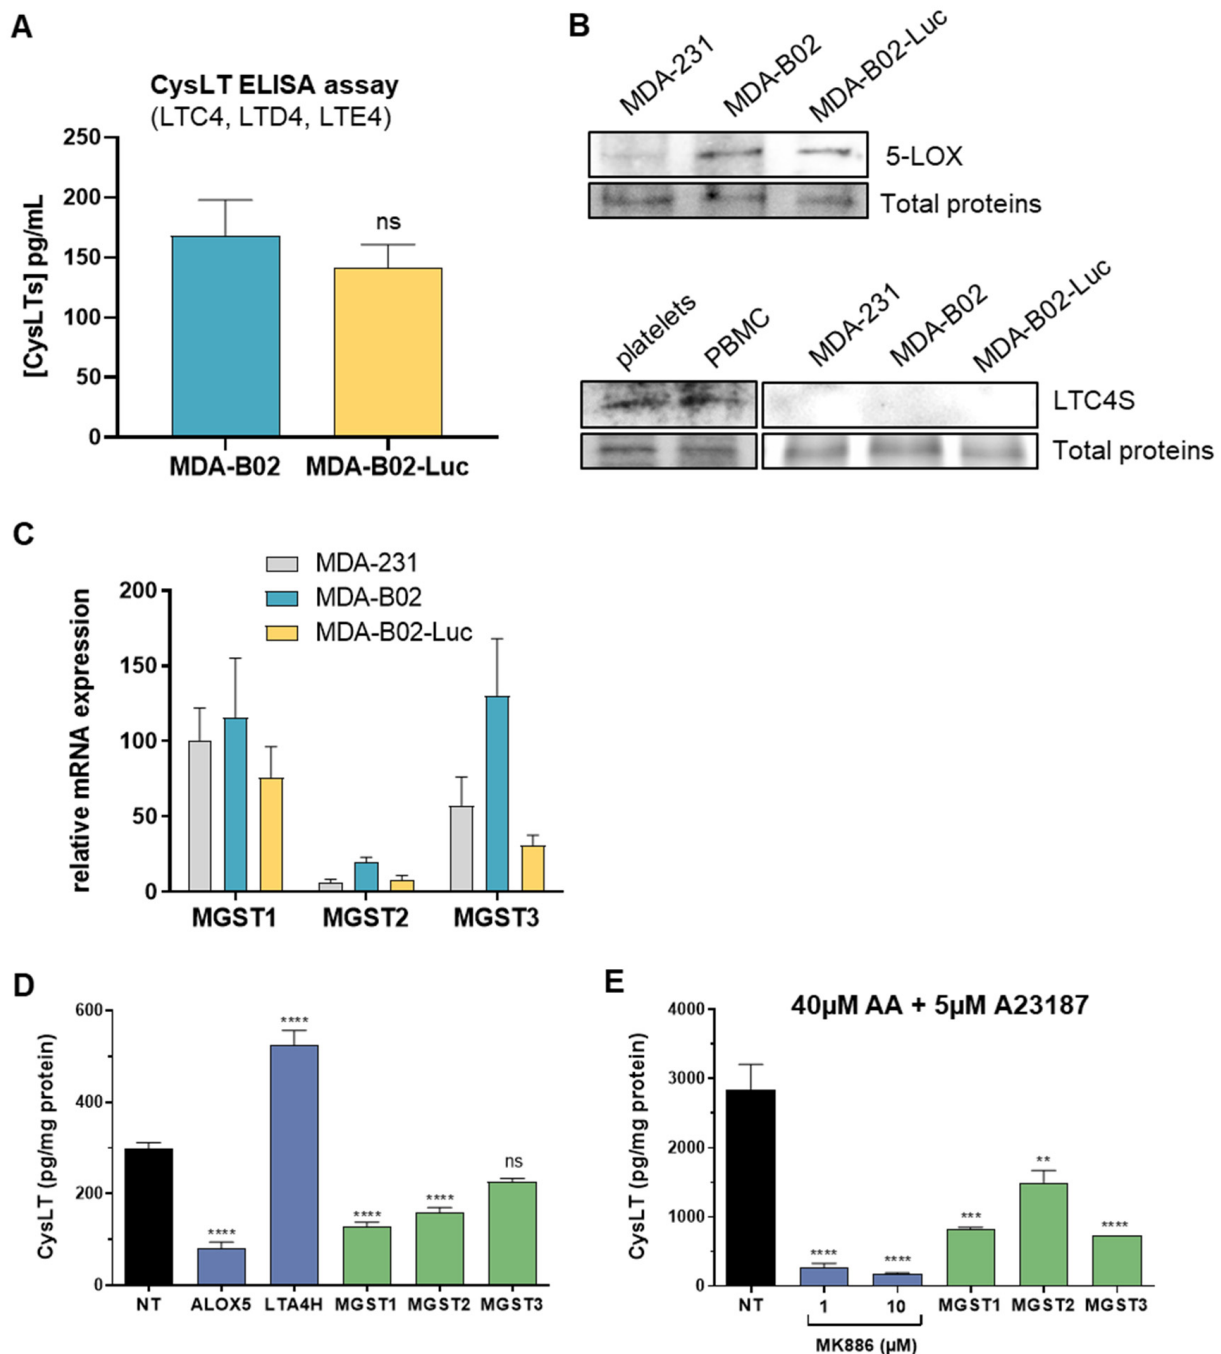 A
CysLT ELISA assay
(LTC4, LTD4, LTE4)
250
200
150
100
50
0
[CysLTs] pg/mL
ns
MDA-B02
MDA-B02-Luc
B
MDA-231
MDA-B02
MDA-B02-Luc
5-LOX
Total proteins
platelets
PBMC
MDA-231
MDA-B02
MDA-B02-Luc
LTC4S
Total proteins
C
MDA-231
MDA-B02
MDA-B02-Luc
200
150
100
50
0
relative mRNA expression
MGST1
MGST2
MGST3
D
600
400
200
0
CysLT (pg/mg protein)
****
****
****
****
ns
NT
ALOX5
LTA4H
MGST1
MGST2
MGST3
E
40µM AA + 5µM A23187
4000
3000
2000
1000
0
CysLT (pg/mg protein)
****
****
***
**
****
NT
1
10
MGST1
MGST2
MGST3
MK886 (µM)